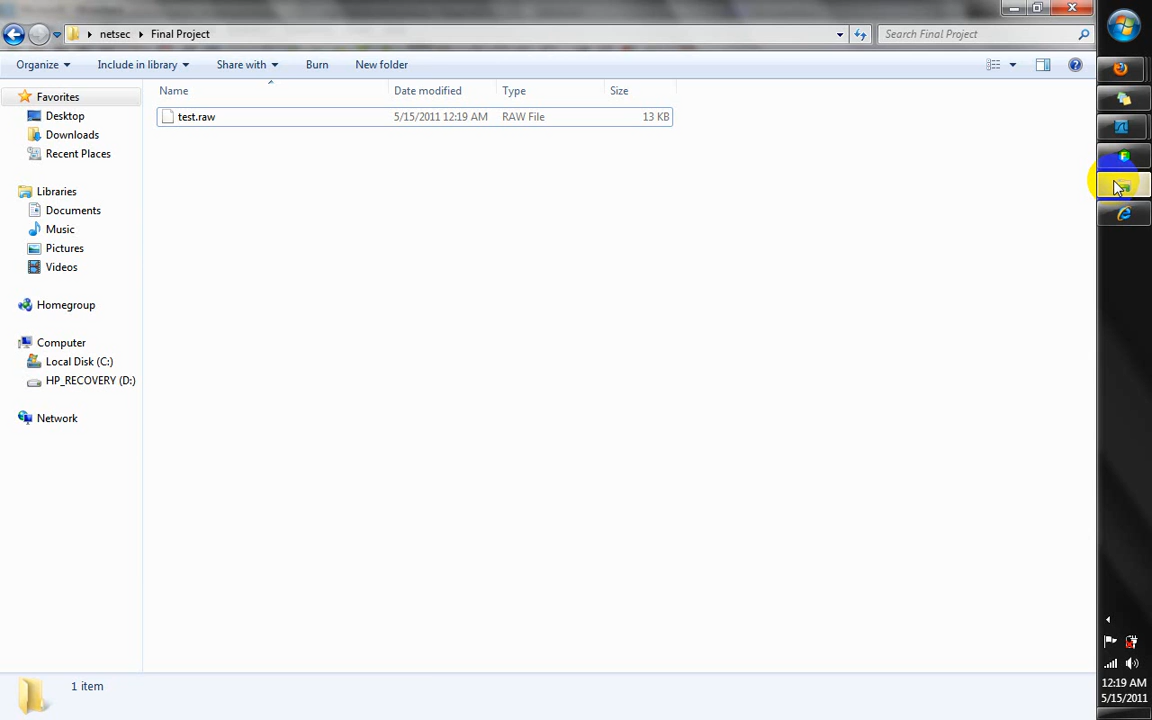 netsec Final Project
Search Final Project
Organize Include in library Share with Burn New folder
Name Date modified Type Size
test.raw 5/15/2011 12:19 AM RAW File 13 KB
Favorites
Desktop
Downloads
Recent Places
Libraries
Documents
Music
Pictures
Videos
Homegroup
Computer
Local Disk (C:)
HP_RECOVERY (D:)
Network
1 item
12:19 AM
5/15/2011